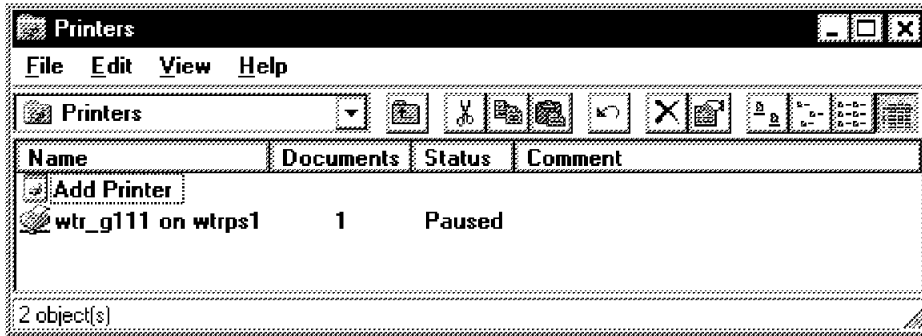 Printers
File Edit View Help
Printers
Name Documents Status Comment
Add Printer
wtr_g111 on wtrps1 1 Paused
2 object(s)